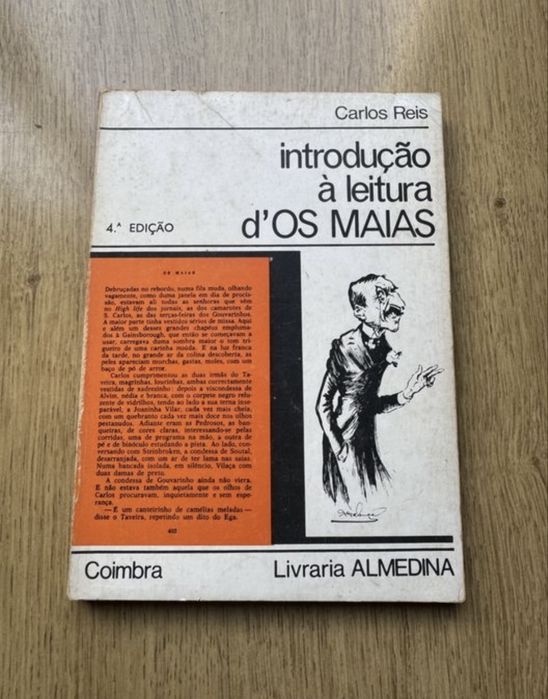 Carlos Reis
introdução
à leitura
d'OS MAIAS
4.ª EDIÇÃO
OS MAIAS
Debruçadas no rebordo, numa fila muda, olhando
vagamente, como duma janela em dia de procis-
são, estavam ali todas as senhoras que vêm
no High life dos jornais, as dos camarotes de
S. Carlos, as das terças-feiras dos Gouvarinhos.
A maior parte tinha vestidos sérios de missa. Aqui
e além um desses grandes chapéus empluma-
dos à Gainsborough, que então se começavam a
usar, carregava duma sombra maior o tom tri-
gueiro de uma carinha miúda. E na luz franca
da tarde, no grande ar da colina descoberta, as
peles apareciam murchas, gastas, moles, com um
baço de pó de arroz.
Carlos cumprimentou as duas irmãs do Ta-
veira, magrinhas, lourinhas, ambas correctamente
vestidas de xadrezinho: depois a viscondessa de
Alvim, nédia e branca, com o corpete negro relu-
zente de vidrilhos, tendo ao lado a sua terna inse-
parável, a Joaninha Vilar, cada vez mais cheia,
com um quebranto cada vez mais doce nos olhos
pestanudos. Adiante eram as Pedrosos, as ban-
queiras, de cores claras, interessando-se pelas
corridas, uma de programa na mão, a outra de
pé e de binóculo estudando a pista. Ao lado, con-
versando com Steinbroken, a condessa de Soutal,
desarranjada, com um ar de ter lama nas saias.
Numa bancada isolada, em silêncio, Vilaça com
duas damas de preto.
A condessa de Gouvarinho ainda não viera.
E não estava também aquela que os olhos de
Carlos procuravam, inquietamente e sem espe-
rança.
— É um canteirinho de camélias meladas —
disse o Taveira, repetindo um dito do Ega.
Coimbra
Livraria ALMEDINA